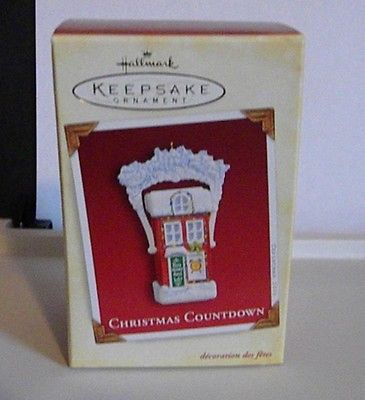 Hallmark
KEEPSAKE
ORNAMENT
CHRISTMAS COUNTDOWN
décoration des fêtes